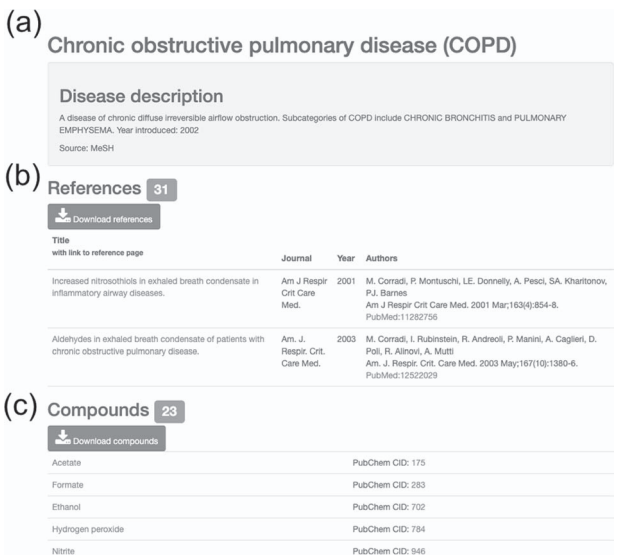 (a)
Chronic obstructive pulmonary disease (COPD)
Disease description
A disease of chronic diffuse irreversible airflow obstruction. Subcategories of COPD include CHRONIC BRONCHITIS and PULMONARY
EMPHYSEMA. Year introduced: 2002
Source: MeSH
(b)
References 31
Download references
Title
with link to reference page
Journal Year Authors
Increased nitrosothiols in exhaled breath condensate in Am J Respir 2001 M. Corradi, P. Montuschi, LE. Donnelly, A. Pesci, SA. Kharitonov,
inflammatory airway diseases. Crit Care PJ. Barnes
Med. Am J Respir Crit Care Med. 2001 Mar;163(4):854-8.
PubMed:11282756
Aldehydes in exhaled breath condensate of patients with Am. J. 2003 M. Corradi, I. Rubinstein, R. Andreoli, P. Manini, A. Caglieri, D.
chronic obstructive pulmonary disease. Respir. Crit. Poli, R. Alinovi, A. Mutti
Care Med. Am. J. Respir. Crit. Care Med. 2003 May;167(10):1380-6.
PubMed:12522029
(c)
Compounds 23
Download compounds
Acetate PubChem CID: 175
Formate PubChem CID: 283
Ethanol PubChem CID: 702
Hydrogen peroxide PubChem CID: 784
Nitrite PubChem CID: 946